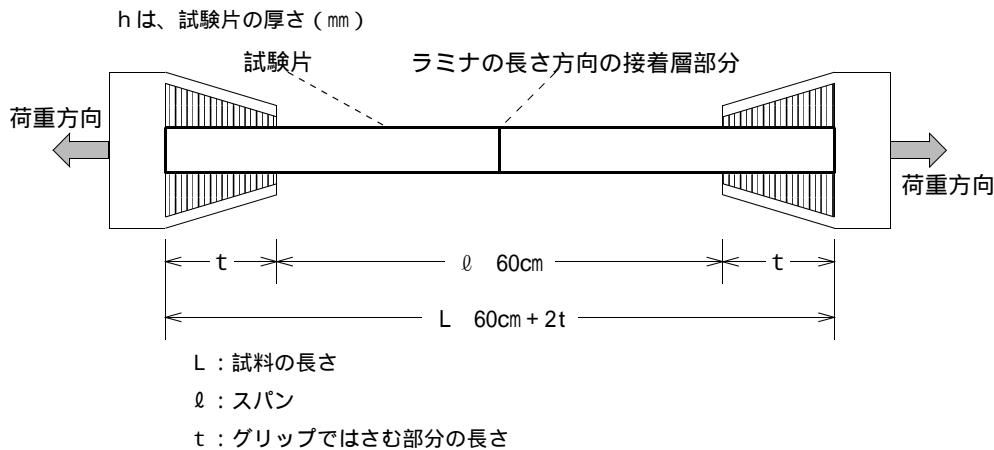 hは、試験片の厚さ(㎜)
試験片
ラミナの長さ方向の接着層部分
荷重方向
荷重方向
t
ℓ 60㎝
t
L 60㎝+2t
L:試料の長さ
ℓ:スパン
t:グリップではさむ部分の長さ